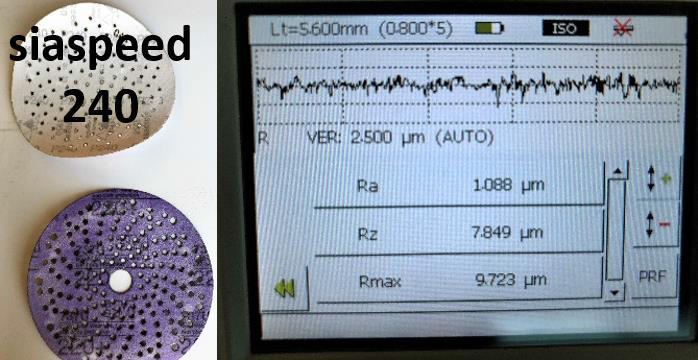 siaspeed
240
Lt=5.600mm (0.800*5) ISO
R VER: 2.500 µm (AUTO)
Ra 1.088 µm
Rz 7.849 µm
Rmax 9.723 µm
PRF